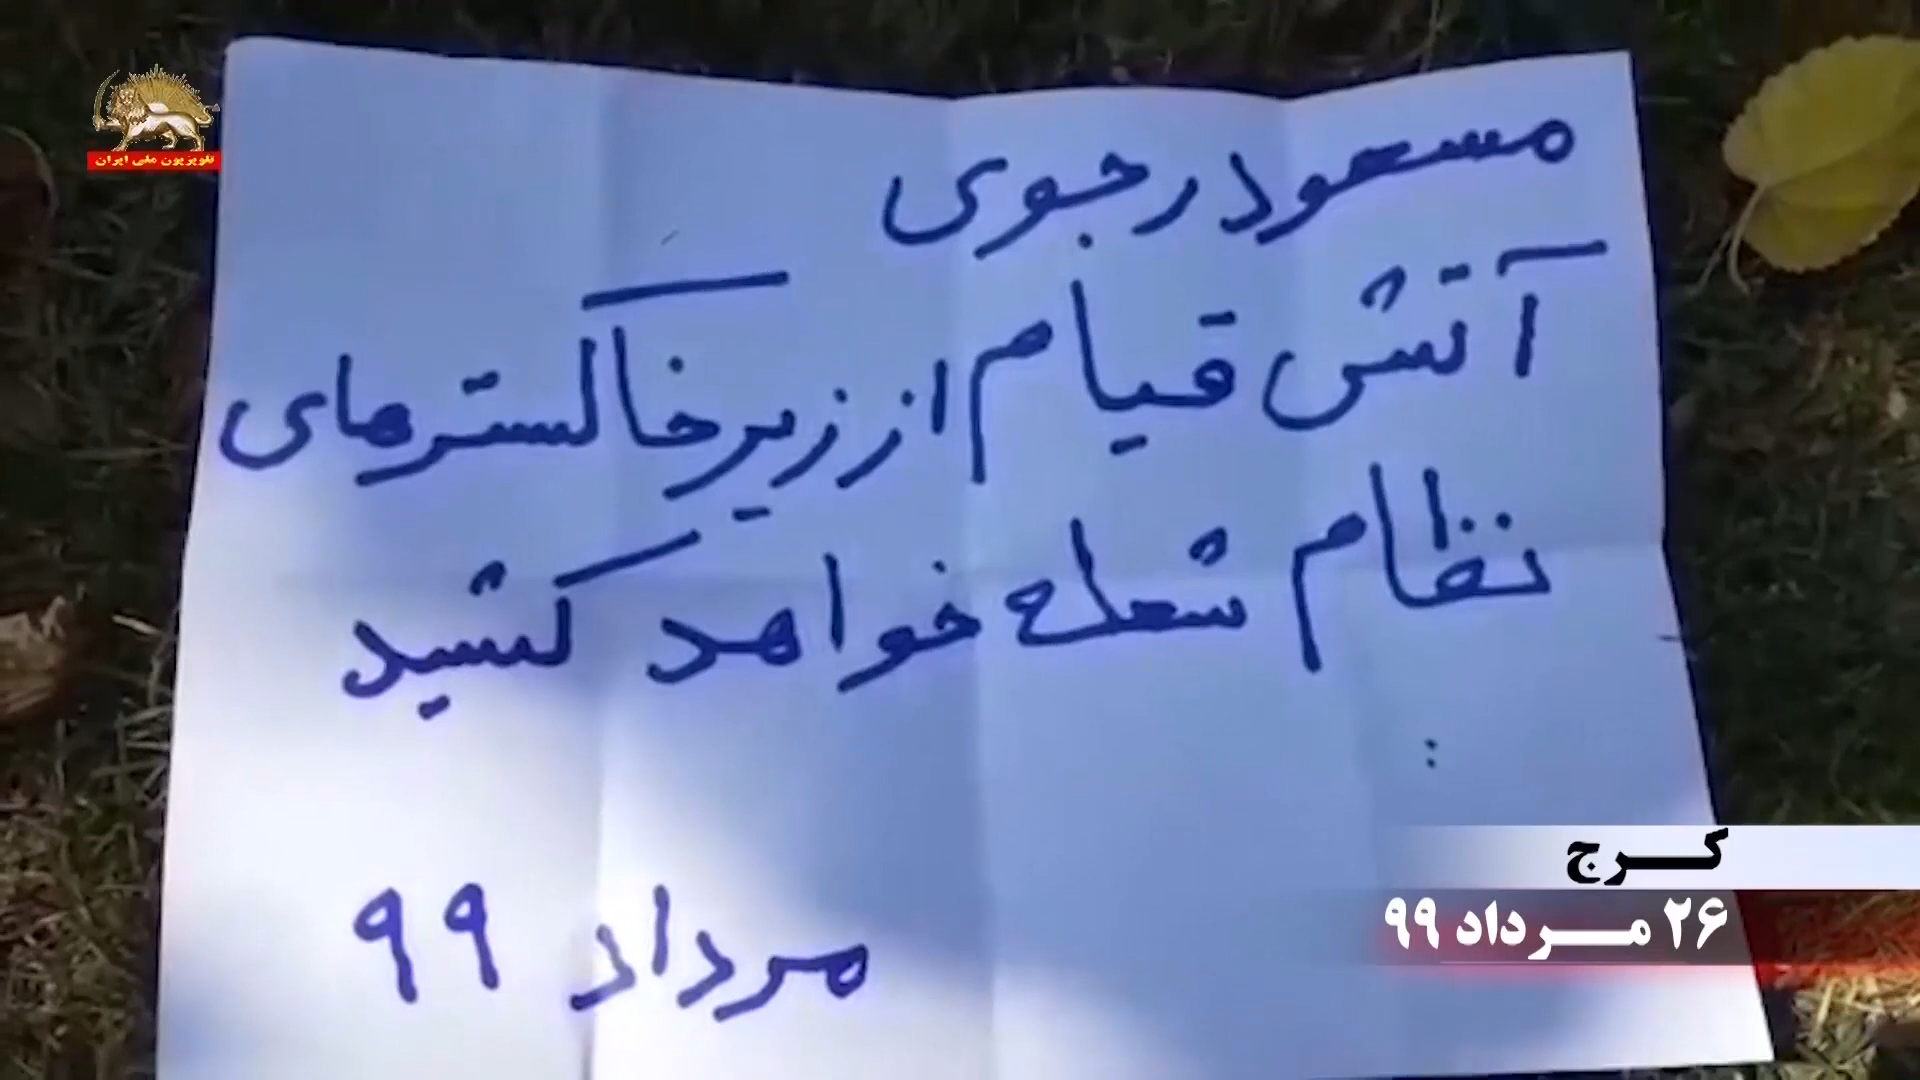 تلویزیون ملی ایران
مسعود رجوی
آتش قیام از زیر خاکسترهای
نظام شعله خواهد کشید
مرداد ۹۹
کرج
۲۶ مرداد ۹۹